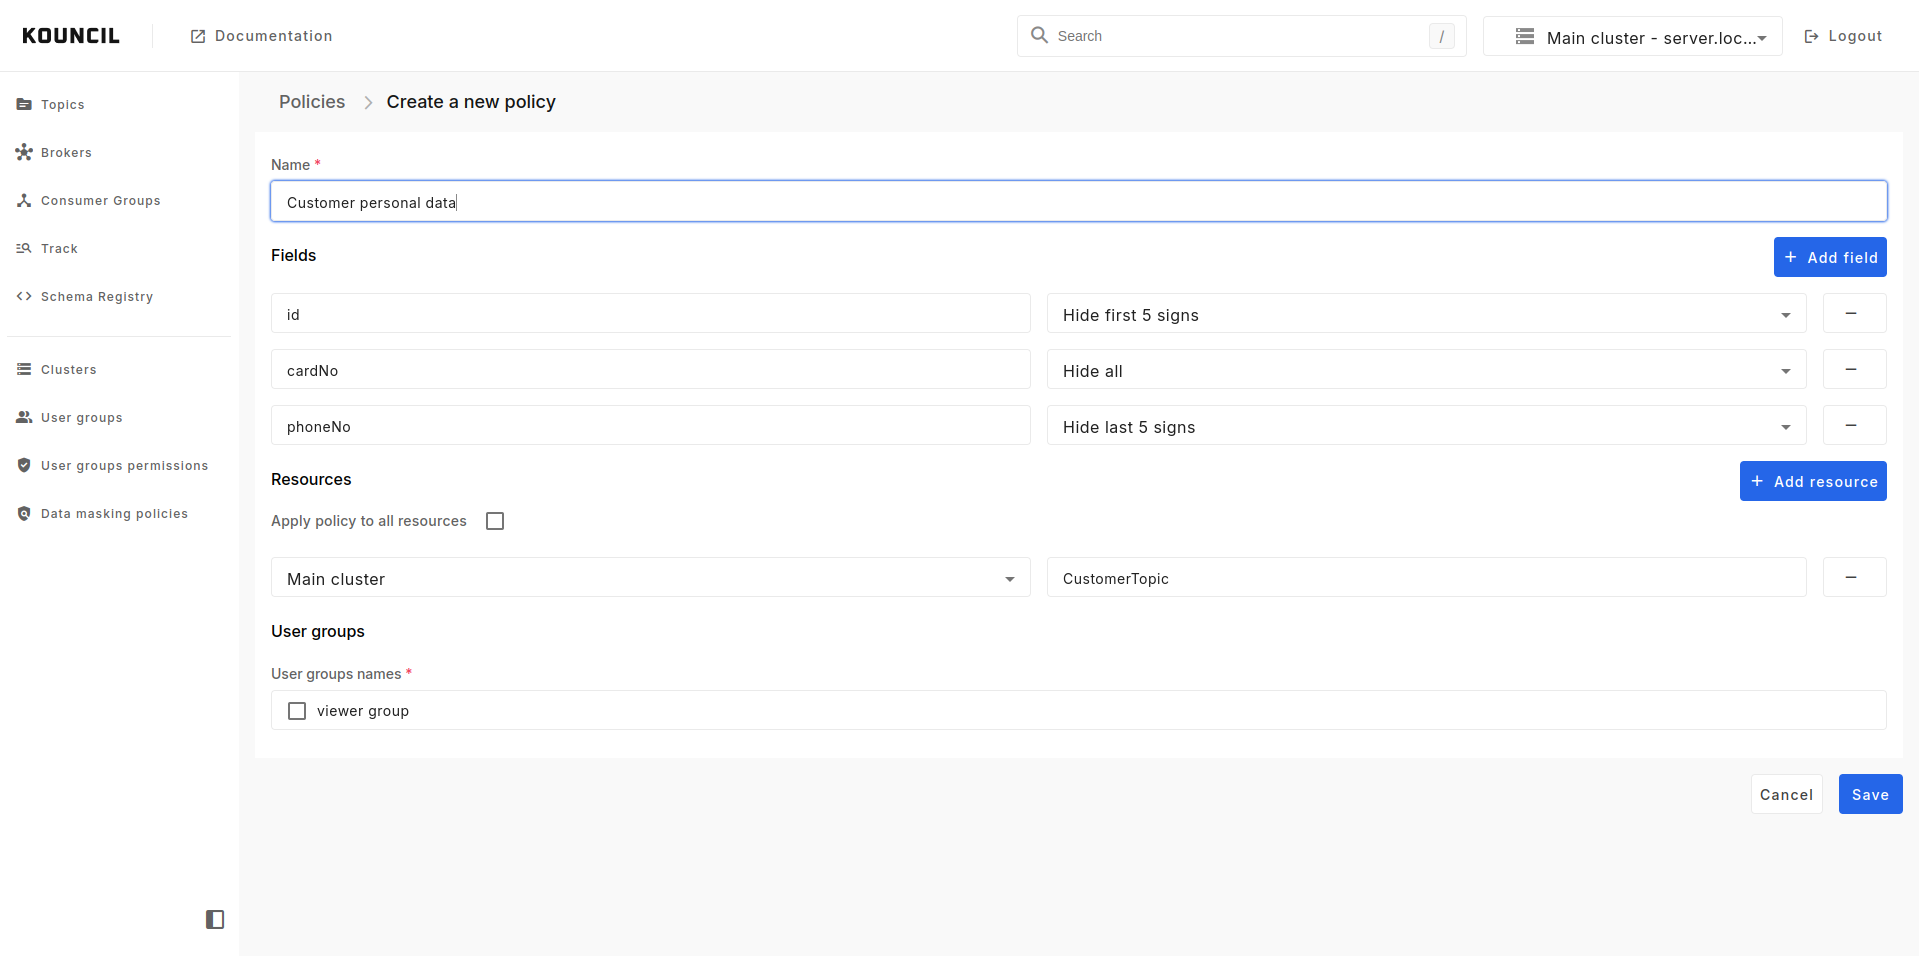 KOUNCIL
Documentation
Search
/
Main cluster - server.loc...
Logout
Topics
Brokers
Consumer Groups
Track
Schema Registry
Clusters
User groups
User groups permissions
Data masking policies
Policies > Create a new policy
Name *
Customer personal data
Fields
+ Add field
id
Hide first 5 signs
−
cardNo
Hide all
−
phoneNo
Hide last 5 signs
−
Resources
+ Add resource
Apply policy to all resources
Main cluster
CustomerTopic
−
User groups
User groups names *
viewer group
Cancel
Save